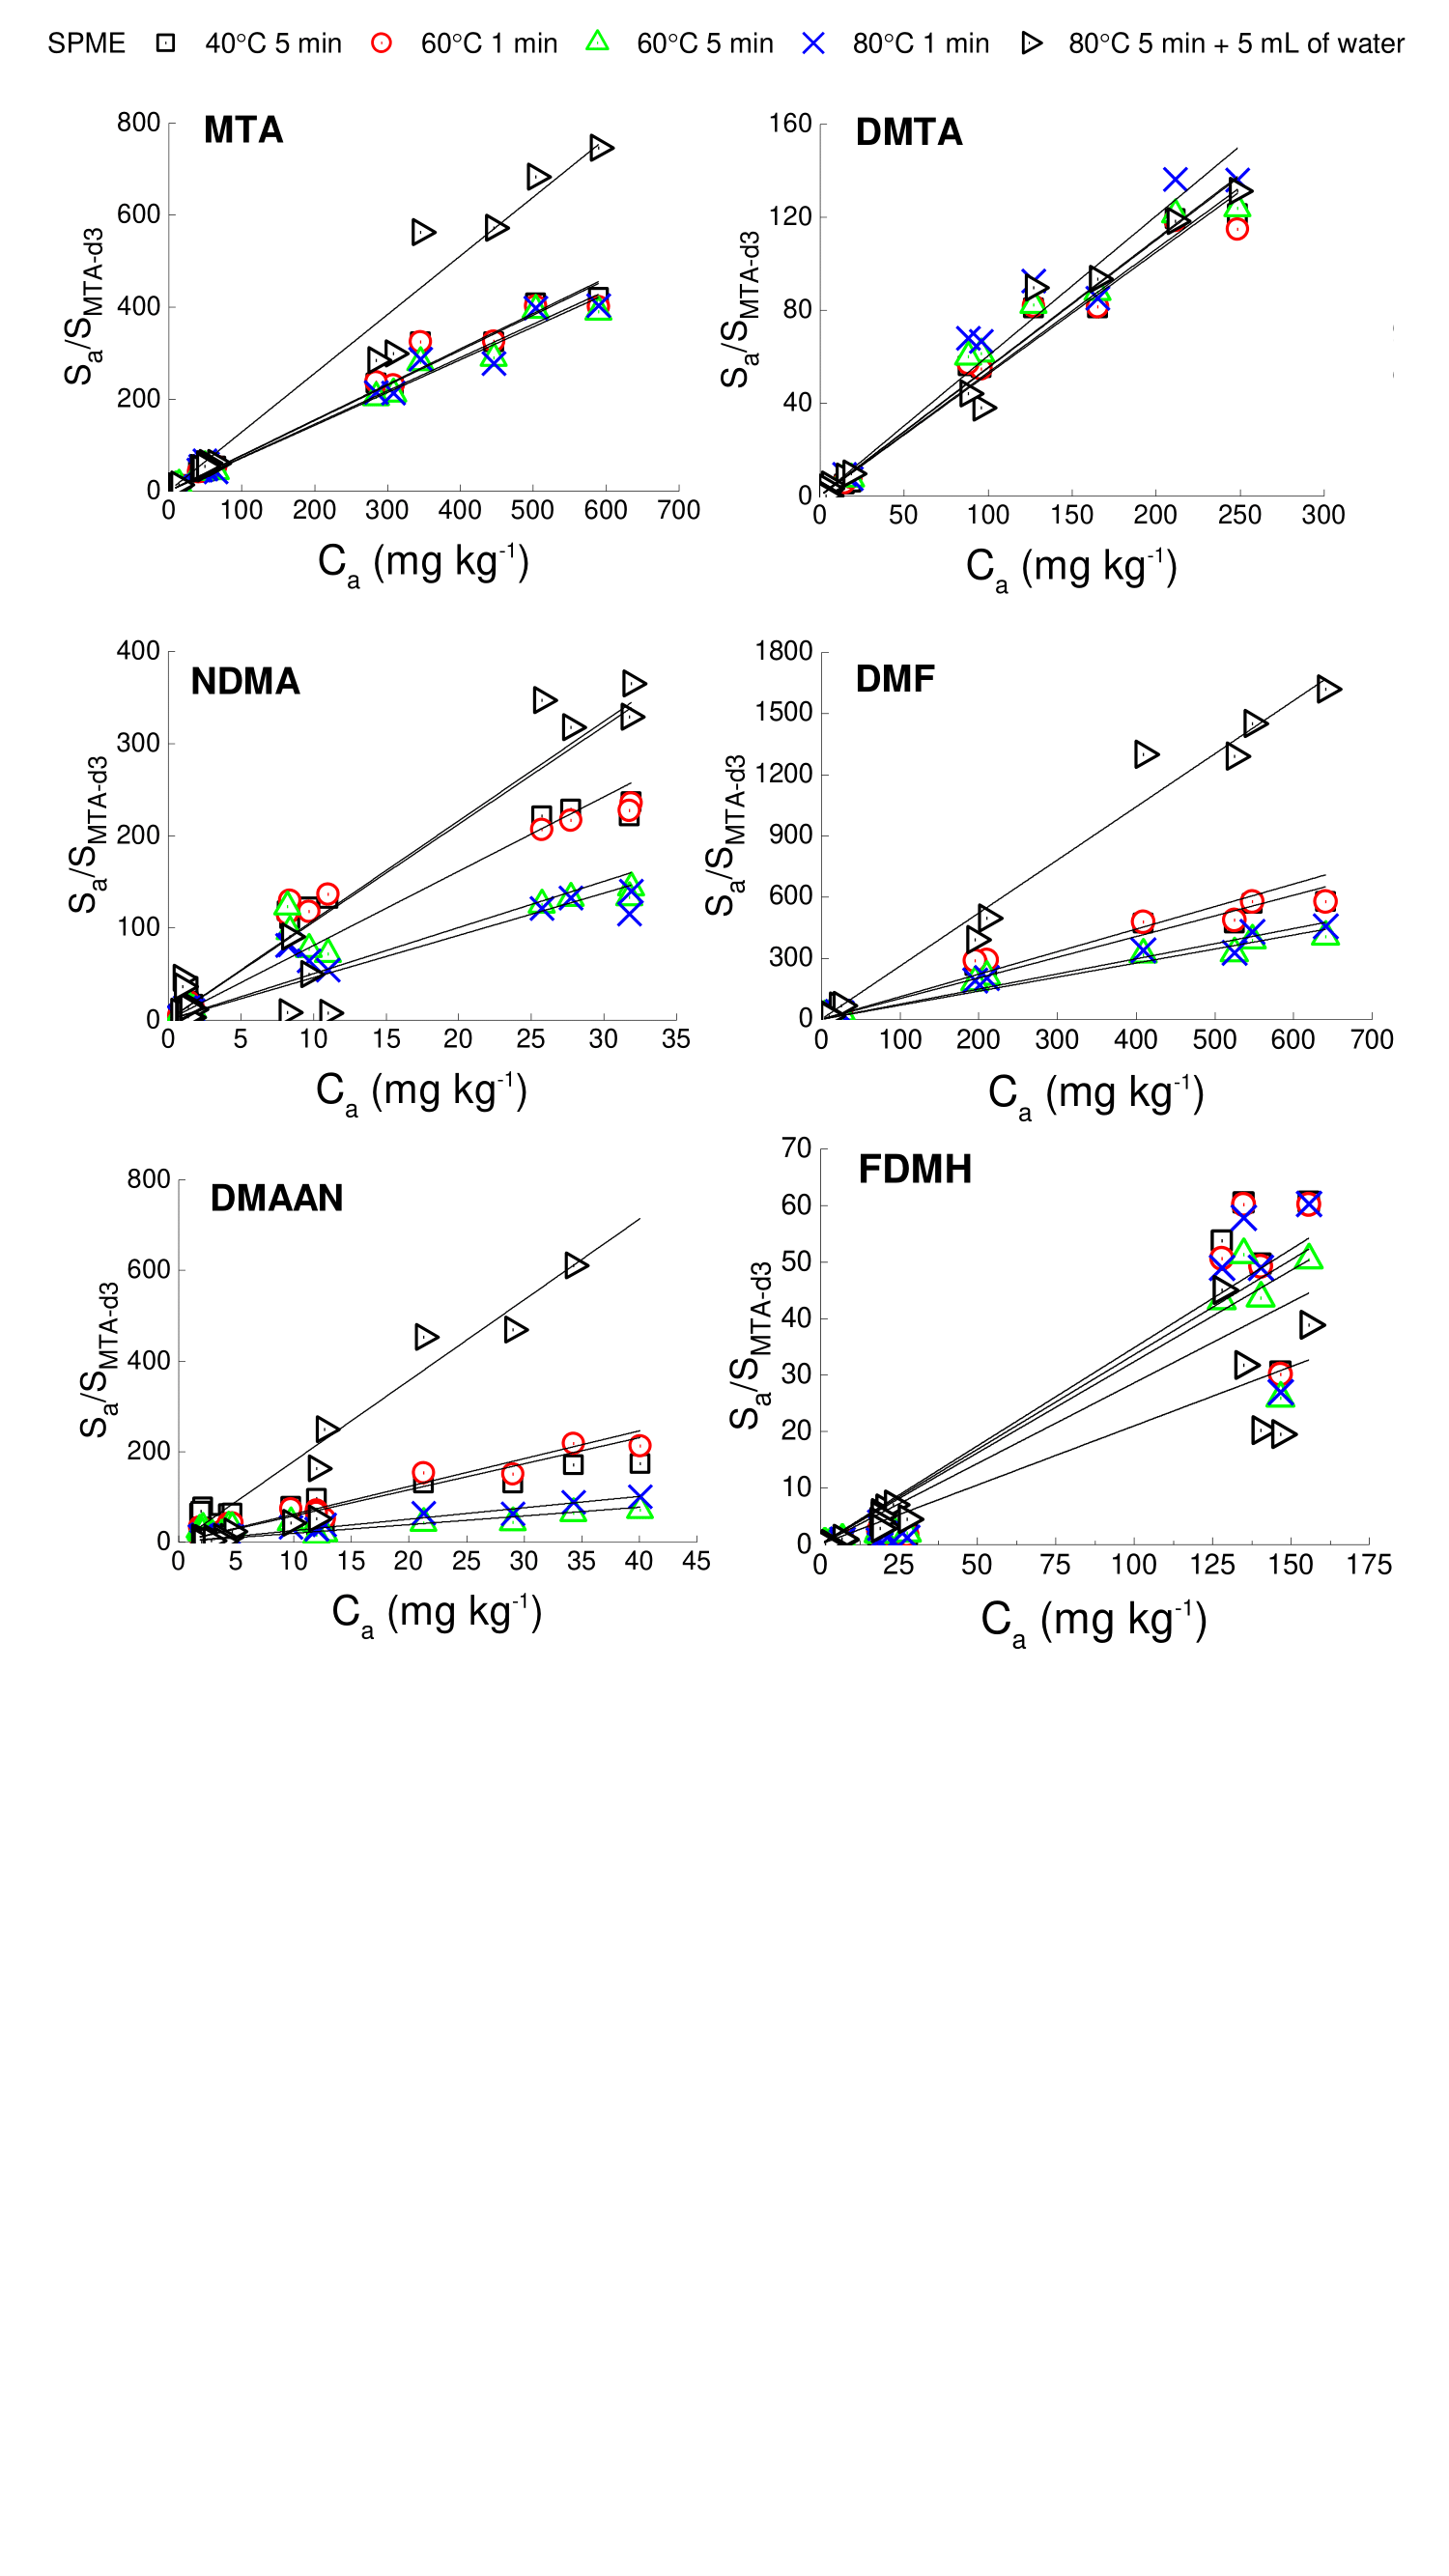 SPME 40°C 5 min 60°C 1 min 60°C 5 min 80°C 1 min 80°C 5 min + 5 mL of water
MTA
800
600
400
200
0
0 100 200 300 400 500 600 700
Sa/SMTA-d3
Ca (mg kg-1)
DMTA
160
120
80
40
0
0 50 100 150 200 250 300
Sa/SMTA-d3
Ca (mg kg-1)
NDMA
400
300
200
100
0
0 5 10 15 20 25 30 35
Sa/SMTA-d3
Ca (mg kg-1)
DMF
1800
1500
1200
900
600
300
0
0 100 200 300 400 500 600 700
Sa/SMTA-d3
Ca (mg kg-1)
DMAAN
800
600
400
200
0
0 5 10 15 20 25 30 35 40 45
Sa/SMTA-d3
Ca (mg kg-1)
FDMH
70
60
50
40
30
20
10
0
0 25 50 75 100 125 150 175
Sa/SMTA-d3
Ca (mg kg-1)